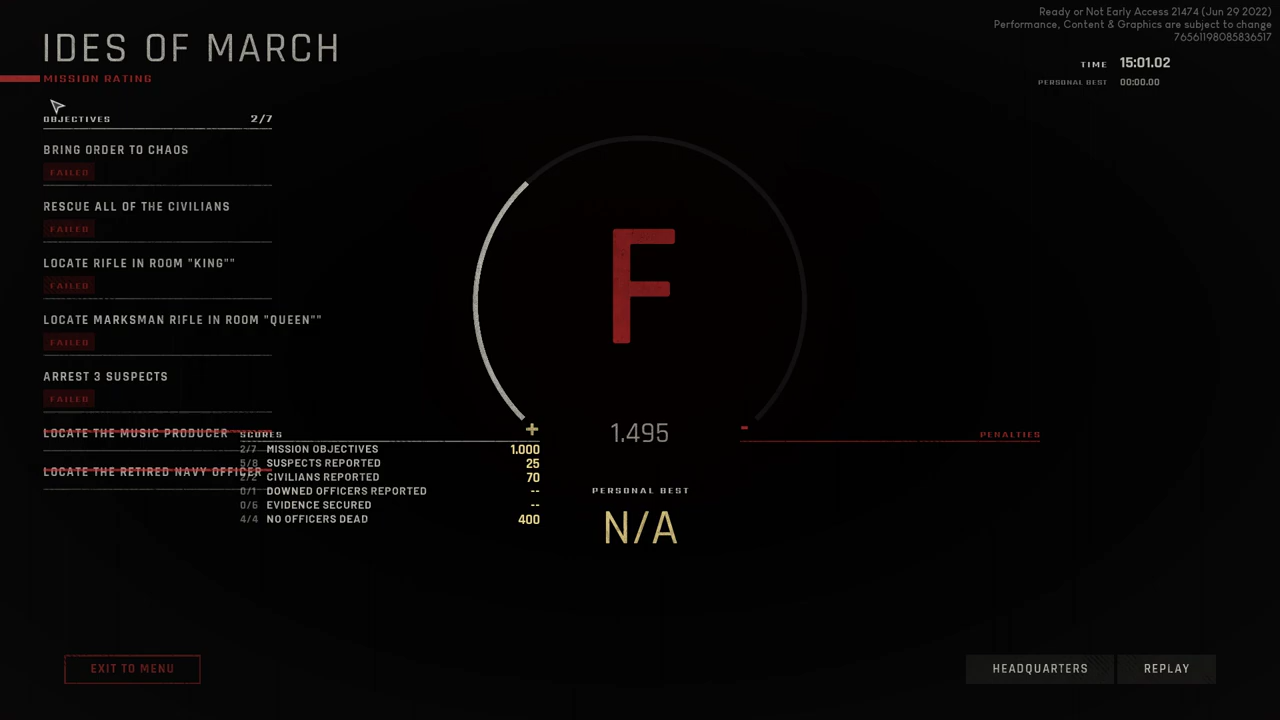 Ready or Not Early Access 21474 (Jun 29 2022)
Performance, Content & Graphics are subject to change
76561198085836517
IDES OF MARCH
MISSION RATING
TIME 15:01.02
PERSONAL BEST 00:00.00
OBJECTIVES 2/7
BRING ORDER TO CHAOS
FAILED
RESCUE ALL OF THE CIVILIANS
FAILED
LOCATE RIFLE IN ROOM "KING""
FAILED
LOCATE MARKSMAN RIFLE IN ROOM "QUEEN""
FAILED
ARREST 3 SUSPECTS
FAILED
LOCATE THE MUSIC PRODUCER
LOCATE THE RETIRED NAVY OFFICER
F
1.495
+
-
SCORES
2/7 MISSION OBJECTIVES 1.000
5/8 SUSPECTS REPORTED 25
2/2 CIVILIANS REPORTED 70
0/1 DOWNED OFFICERS REPORTED --
0/6 EVIDENCE SECURED --
4/4 NO OFFICERS DEAD 400
PENALTIES
PERSONAL BEST
N/A
EXIT TO MENU
HEADQUARTERS
REPLAY